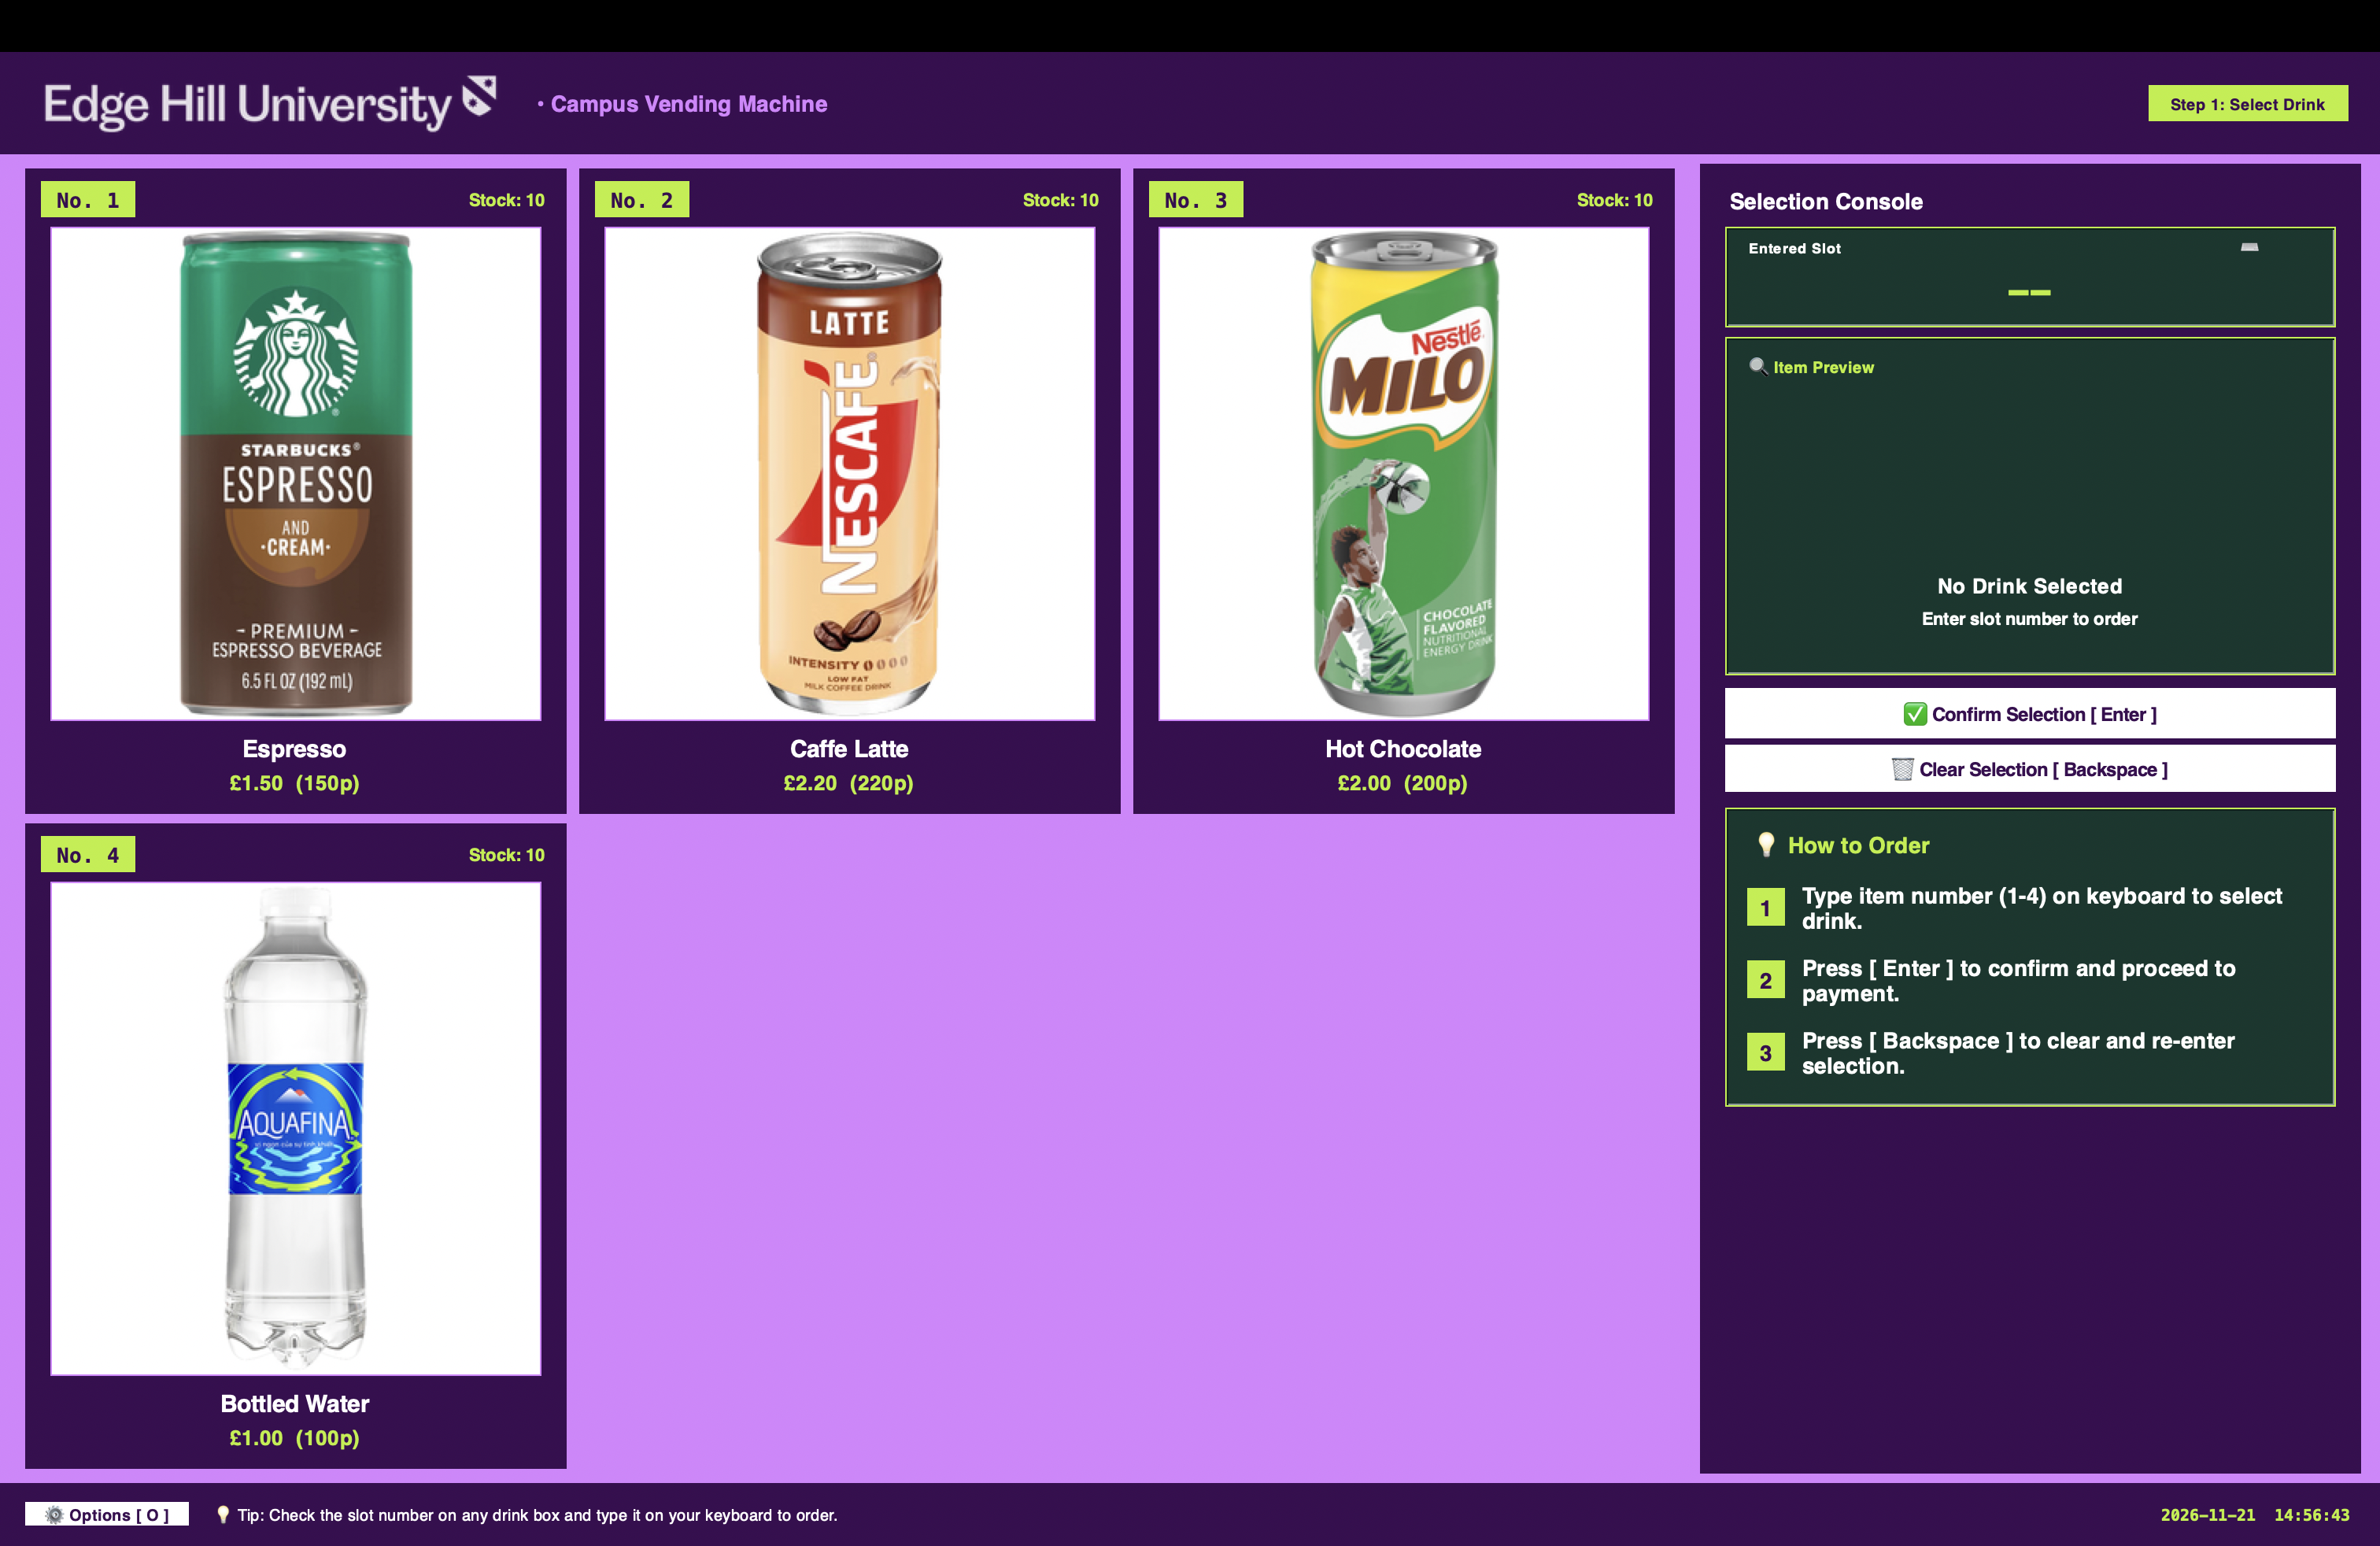 Edge Hill University
• Campus Vending Machine
Step 1: Select Drink
No. 1
Stock: 10
STARBUCKS®
ESPRESSO
AND
·CREAM·
- PREMIUM -
ESPRESSO BEVERAGE
6.5 FL OZ (192 mL)
Espresso
£1.50 (150p)
No. 2
Stock: 10
LATTE
NESCAFÉ®
INTENSITY
LOW FAT
MILK COFFEE DRINK
Caffe Latte
£2.20 (220p)
No. 3
Stock: 10
Nestlé
MILO
CHOCOLATE
FLAVORED
NUTRITIONAL
ENERGY DRINK
Hot Chocolate
£2.00 (200p)
No. 4
Stock: 10
AQUAFINA
vị ngon của sự tinh khiết
Bottled Water
£1.00 (100p)
Selection Console
Entered Slot
--
Item Preview
No Drink Selected
Enter slot number to order
Confirm Selection [ Enter ]
Clear Selection [ Backspace ]
How to Order
1 Type item number (1-4) on keyboard to select
drink.
2 Press [ Enter ] to confirm and proceed to
payment.
3 Press [ Backspace ] to clear and re-enter
selection.
Options [ O ]
Tip: Check the slot number on any drink box and type it on your keyboard to order.
2026-11-21 14:56:43